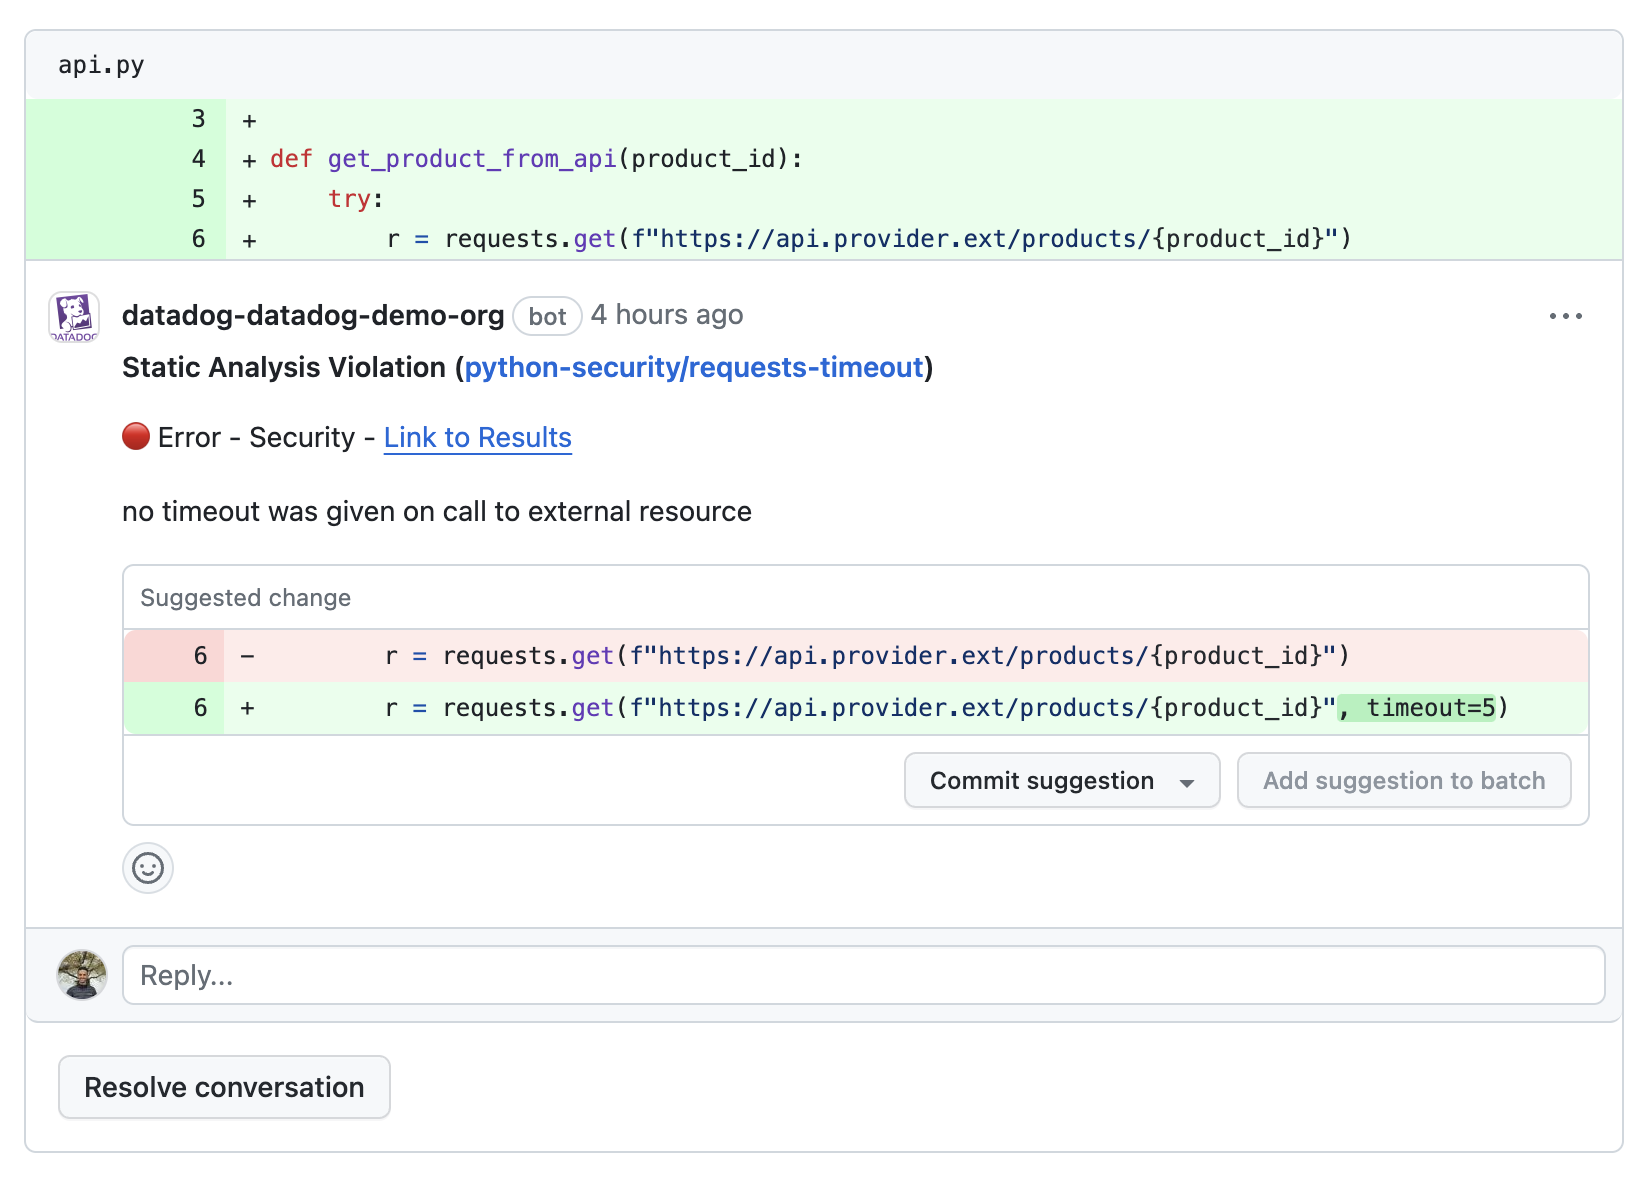 api.py
3 +
4 + def get_product_from_api(product_id):
5 +     try:
6 +         r = requests.get(f"https://api.provider.ext/products/{product_id}")
DATADOG
datadog-datadog-demo-org bot 4 hours ago
Static Analysis Violation (python-security/requests-timeout)
Error - Security - Link to Results
no timeout was given on call to external resource
Suggested change
6 -         r = requests.get(f"https://api.provider.ext/products/{product_id}")
6 +         r = requests.get(f"https://api.provider.ext/products/{product_id}", timeout=5)
Commit suggestion
Add suggestion to batch
Reply...
Resolve conversation